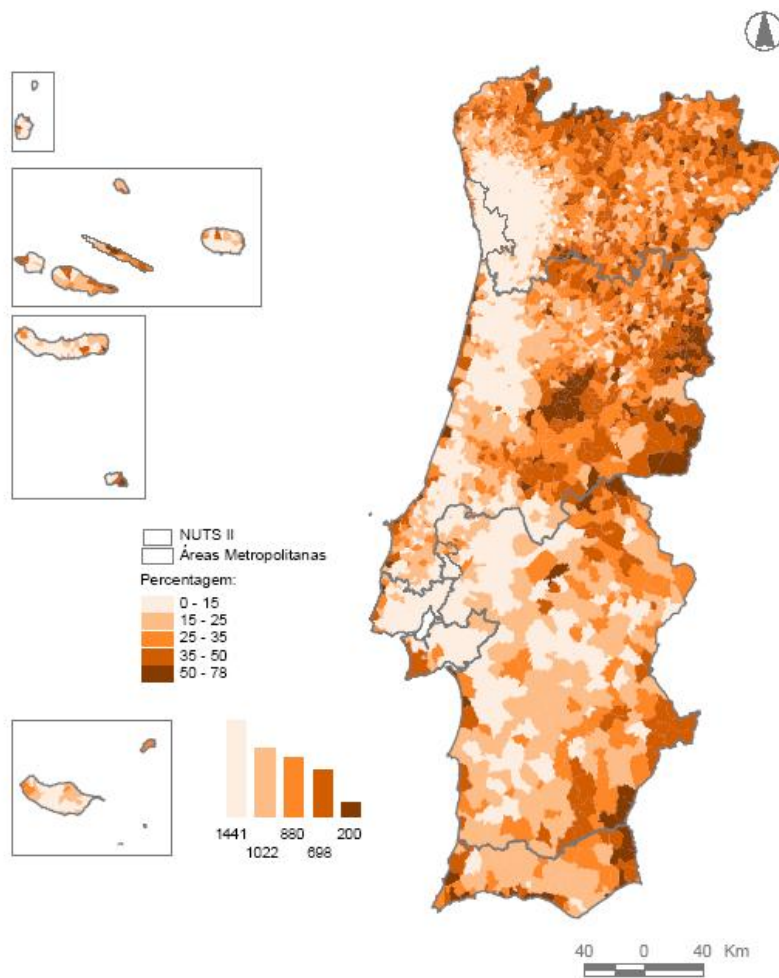 NUTS II
Áreas Metropolitanas
Percentagem:
0 - 15
15 - 25
25 - 35
35 - 50
50 - 78
1441 880 200
1022 698
40 0 40 Km